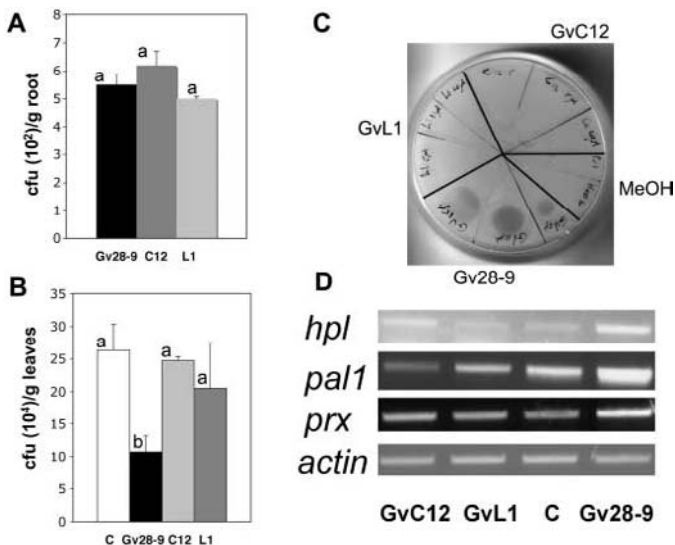 A
cfu (10²)/g root
8
7
6
5
4
3
2
1
0
a
a
a
Gv28-9 C12 L1
B
cfu (10⁴)/g leaves
35
30
25
20
15
10
5
0
a
b
a
a
C Gv28-9 C12 L1
C
GvC12
GvL1
MeOH
Gv28-9
D
hpl
pal1
prx
actin
GvC12 GvL1 C Gv28-9